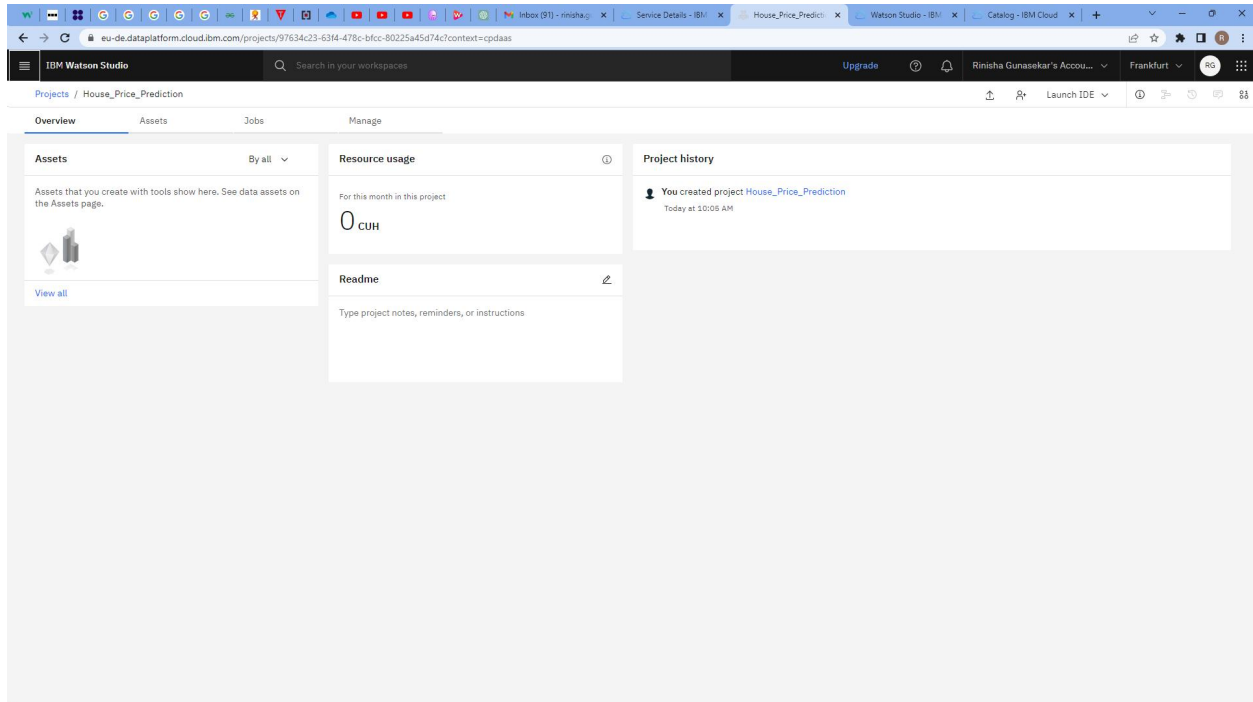 Inbox (91) - rinisha.g
Service Details - IBM
House_Price_Predicti
Watson Studio - IBM
Catalog - IBM Cloud
eu-de.dataplatform.cloud.ibm.com/projects/97634c23-63f4-478c-bfcc-80225a45d74c?context=cpdaas
IBM Watson Studio
Search in your workspaces
Upgrade
Rinisha Gunasekar's Accou...
Frankfurt
RG
Projects / House_Price_Prediction
Launch IDE
Overview
Assets
Jobs
Manage
Assets
By all
Assets that you create with tools show here. See data assets on
the Assets page.
View all
Resource usage
For this month in this project
0 CUH
Readme
Type project notes, reminders, or instructions
Project history
You created project House_Price_Prediction
Today at 10:05 AM